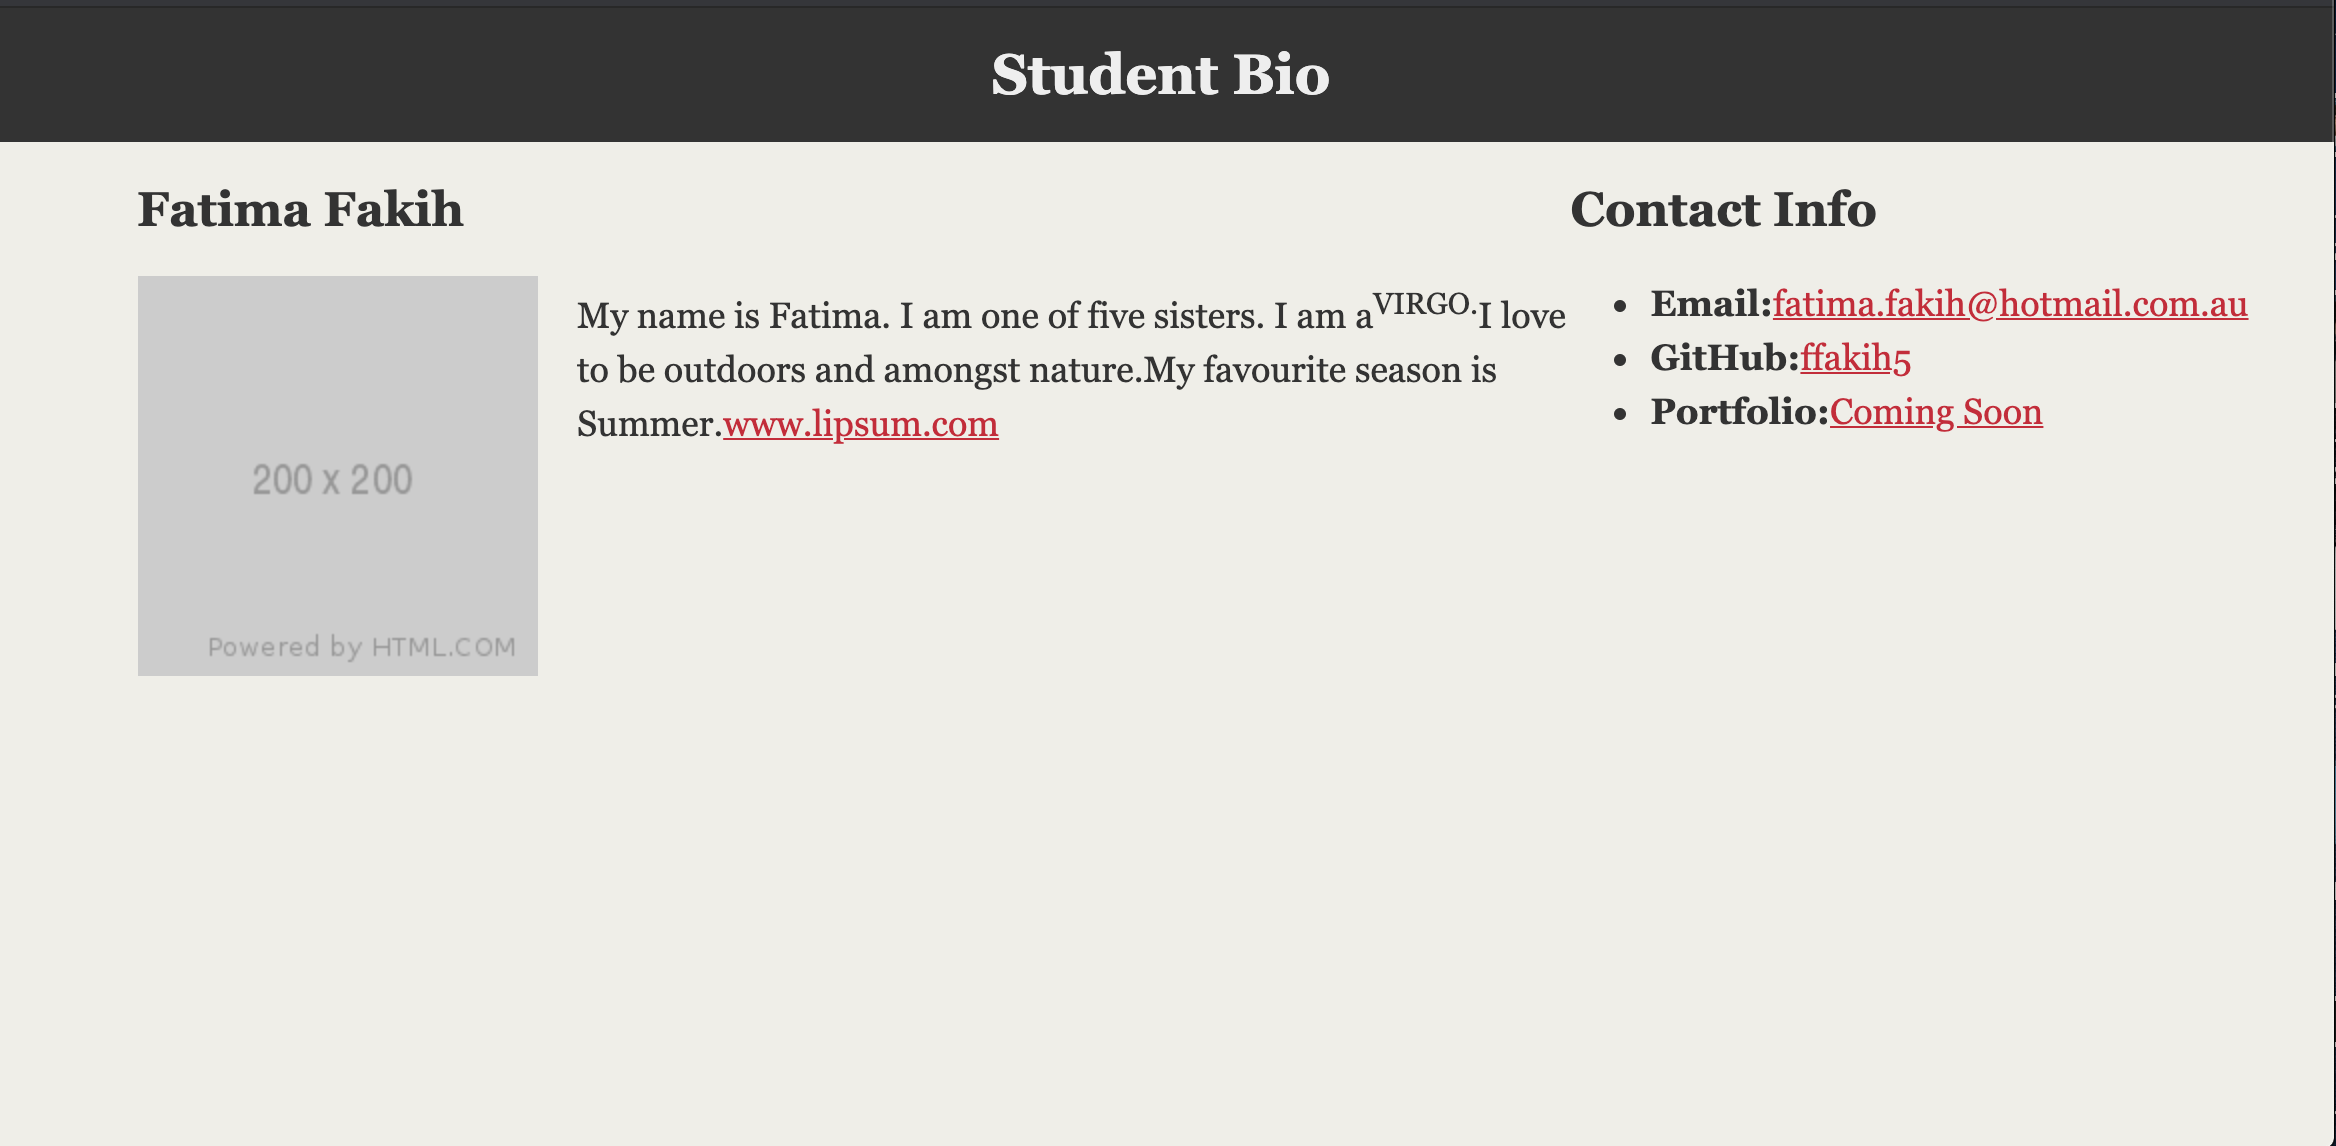 Student Bio
Fatima Fakih
200 x 200
Powered by HTML.COM
My name is Fatima. I am one of five sisters. I am aVIRGO.I love
to be outdoors and amongst nature.My favourite season is
Summer.www.lipsum.com
Contact Info
• Email:fatima.fakih@hotmail.com.au
• GitHub:ffakih5
• Portfolio:Coming Soon